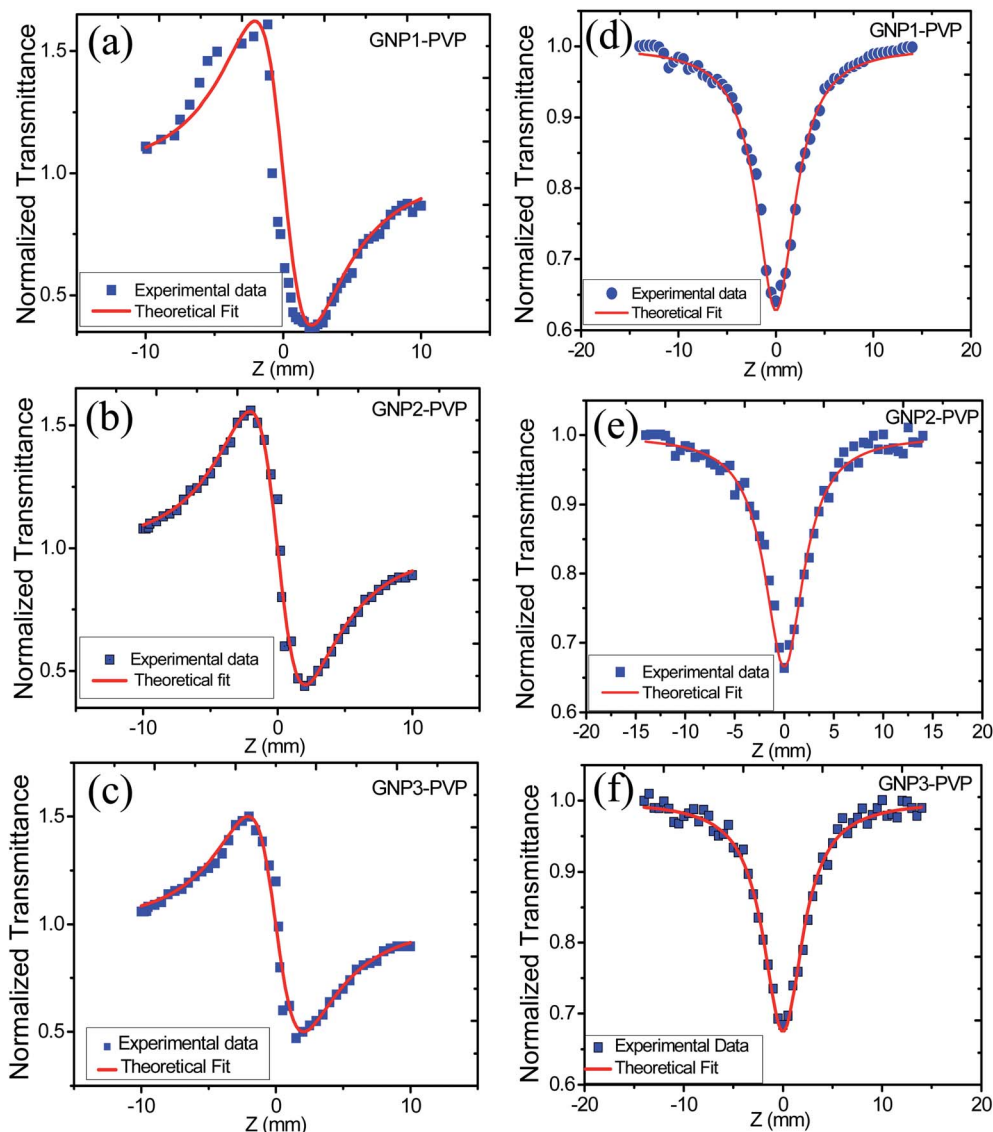 (a)
GNP1-PVP
Normalized Transmittance
1.5
1.0
0.5
Experimental data
Theoretical Fit
-10
0
10
Z (mm)
(d)
GNP1-PVP
Normalized Transmittance
1.0
0.9
0.8
0.7
0.6
Experimental data
Theoretical Fit
-20
-10
0
10
20
Z (mm)
(b)
GNP2-PVP
Normalized Transmittance
1.5
1.0
0.5
Experimental data
Theoretical fit
-10
0
10
Z (mm)
(e)
GNP2-PVP
Normalized Transmittance
1.0
0.9
0.8
0.7
0.6
Experimental data
Theoretical Fit
-20
-15
-10
-5
0
5
10
15
20
Z (mm)
(c)
GNP3-PVP
Normalized Transmittance
1.5
1.0
0.5
Experimental data
Theoretical Fit
-10
0
10
Z (mm)
(f)
GNP3-PVP
Normalized Transmittance
1.0
0.9
0.8
0.7
0.6
Experimental Data
Theoretical Fit
-20
-10
0
10
20
Z (mm)